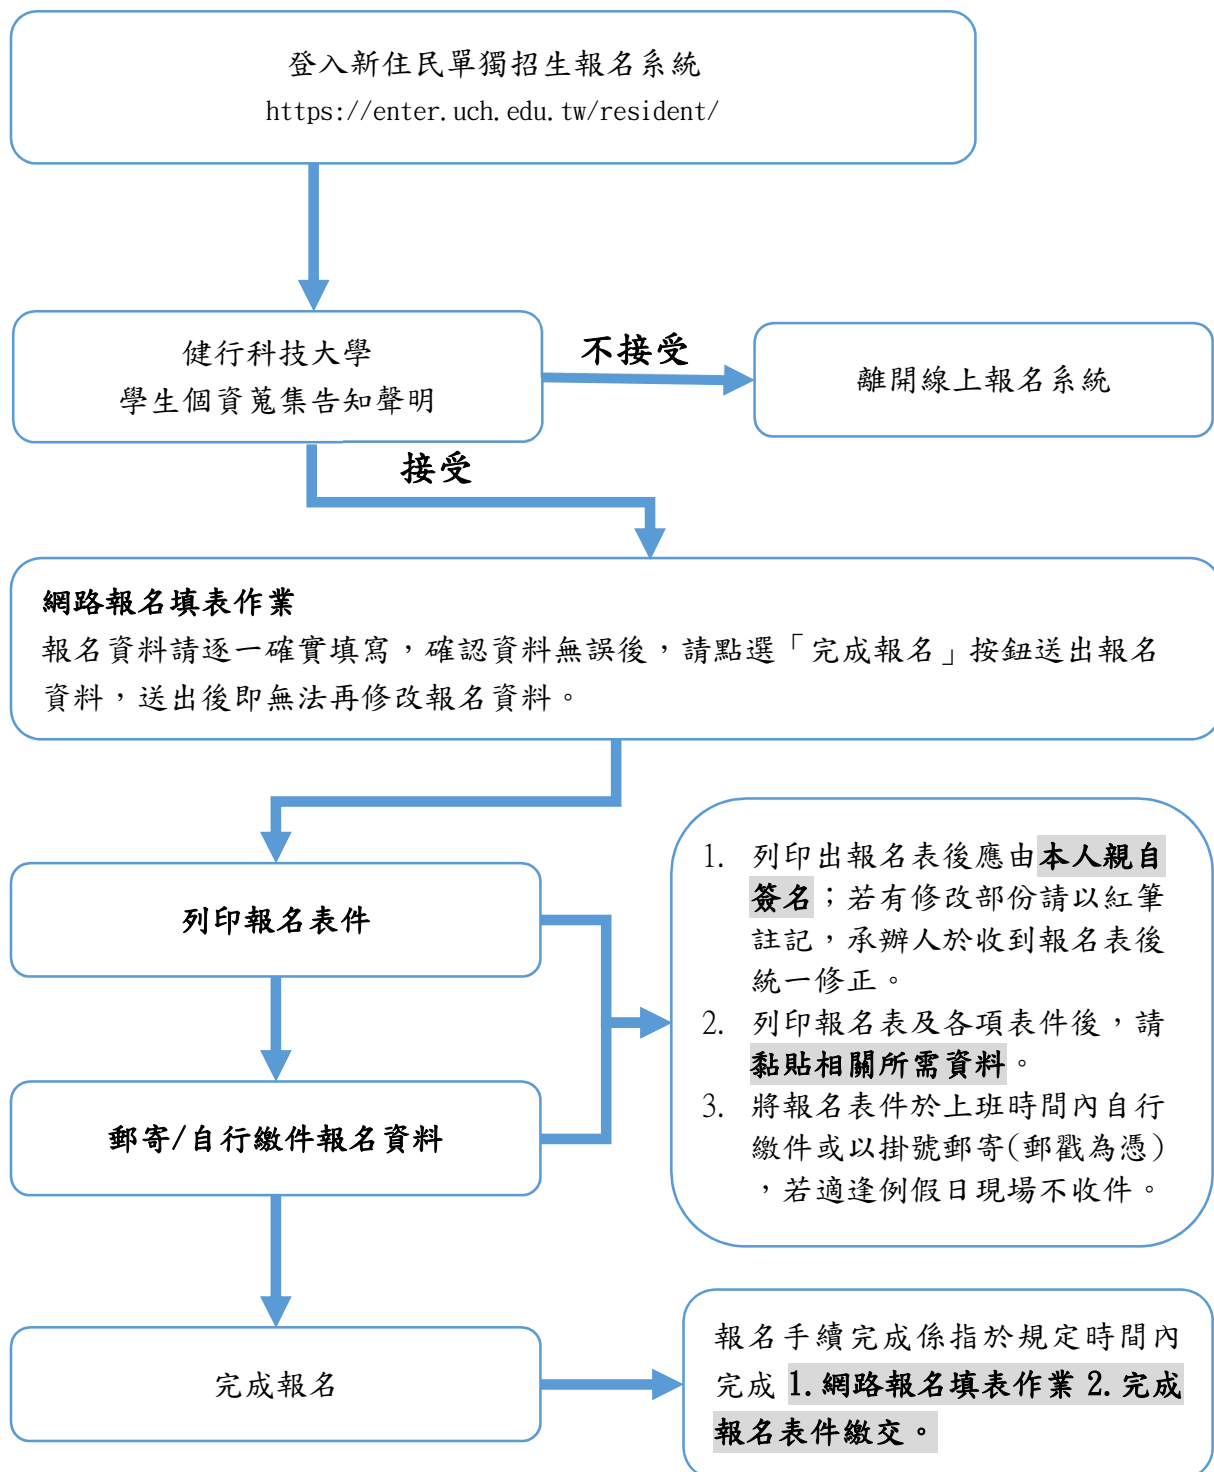 登入新住民單獨招生報名系統
https://enter.uch.edu.tw/resident/
健行科技大學
學生個資蒐集告知聲明
不接受
離開線上報名系統
接受
網路報名填表作業
報名資料請逐一確實填寫，確認資料無誤後，請點選「完成報名」按鈕送出報名
資料，送出後即無法再修改報名資料。
列印報名表件
郵寄/自行繳件報名資料
1. 列印出報名表後應由本人親自
簽名；若有修改部份請以紅筆
註記，承辦人於收到報名表後
統一修正。
2. 列印報名表及各項表件後，請
黏貼相關所需資料。
3. 將報名表件於上班時間內自行
繳件或以掛號郵寄(郵戳為憑)
，若適逢例假日現場不收件。
完成報名
報名手續完成係指於規定時間內
完成 1.網路報名填表作業 2.完成
報名表件繳交。